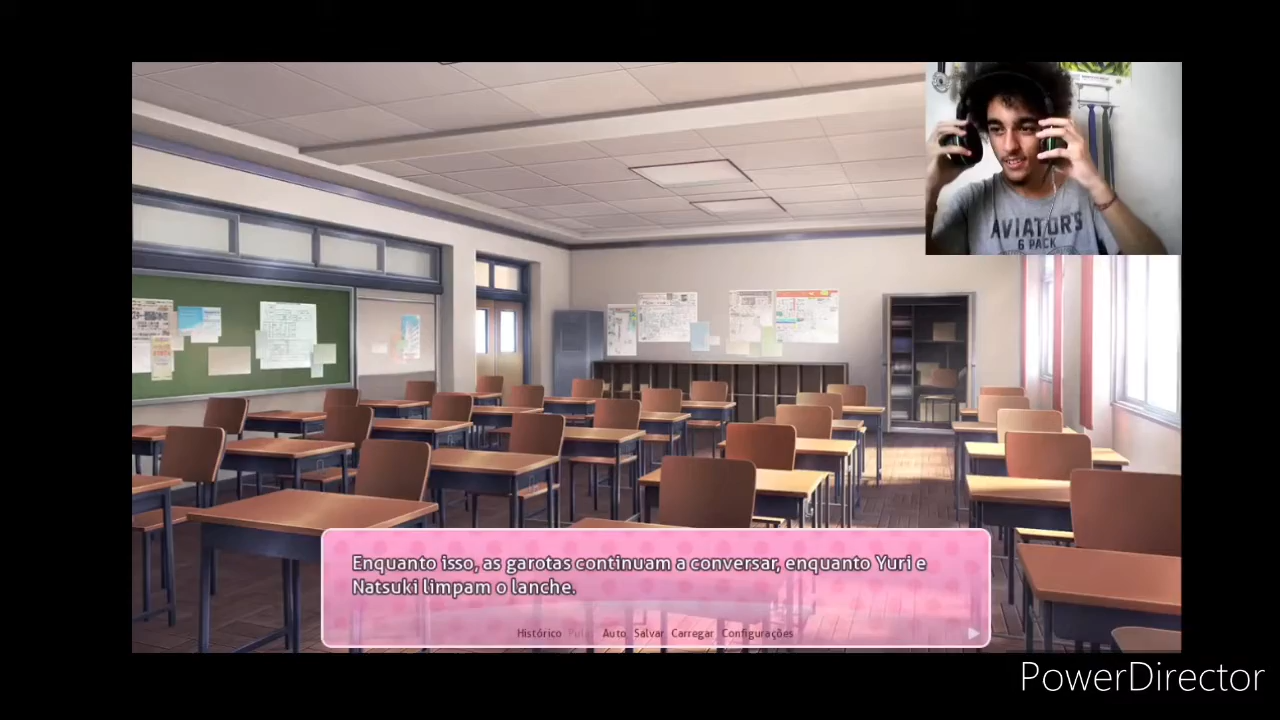 AVIATOR'S
6 PACK
Enquanto isso, as garotas continuam a conversar, enquanto Yuri e
Natsuki limpam o lanche.
Histórico Pular Auto Salvar Carregar Configurações
PowerDirector